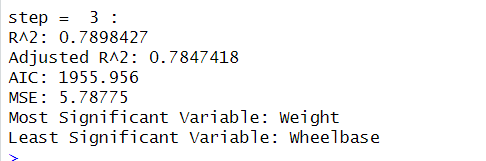 step =  3 :
R^2: 0.7898427
Adjusted R^2: 0.7847418
AIC: 1955.956
MSE: 5.78775
Most Significant Variable: Weight
Least Significant Variable: Wheelbase
>